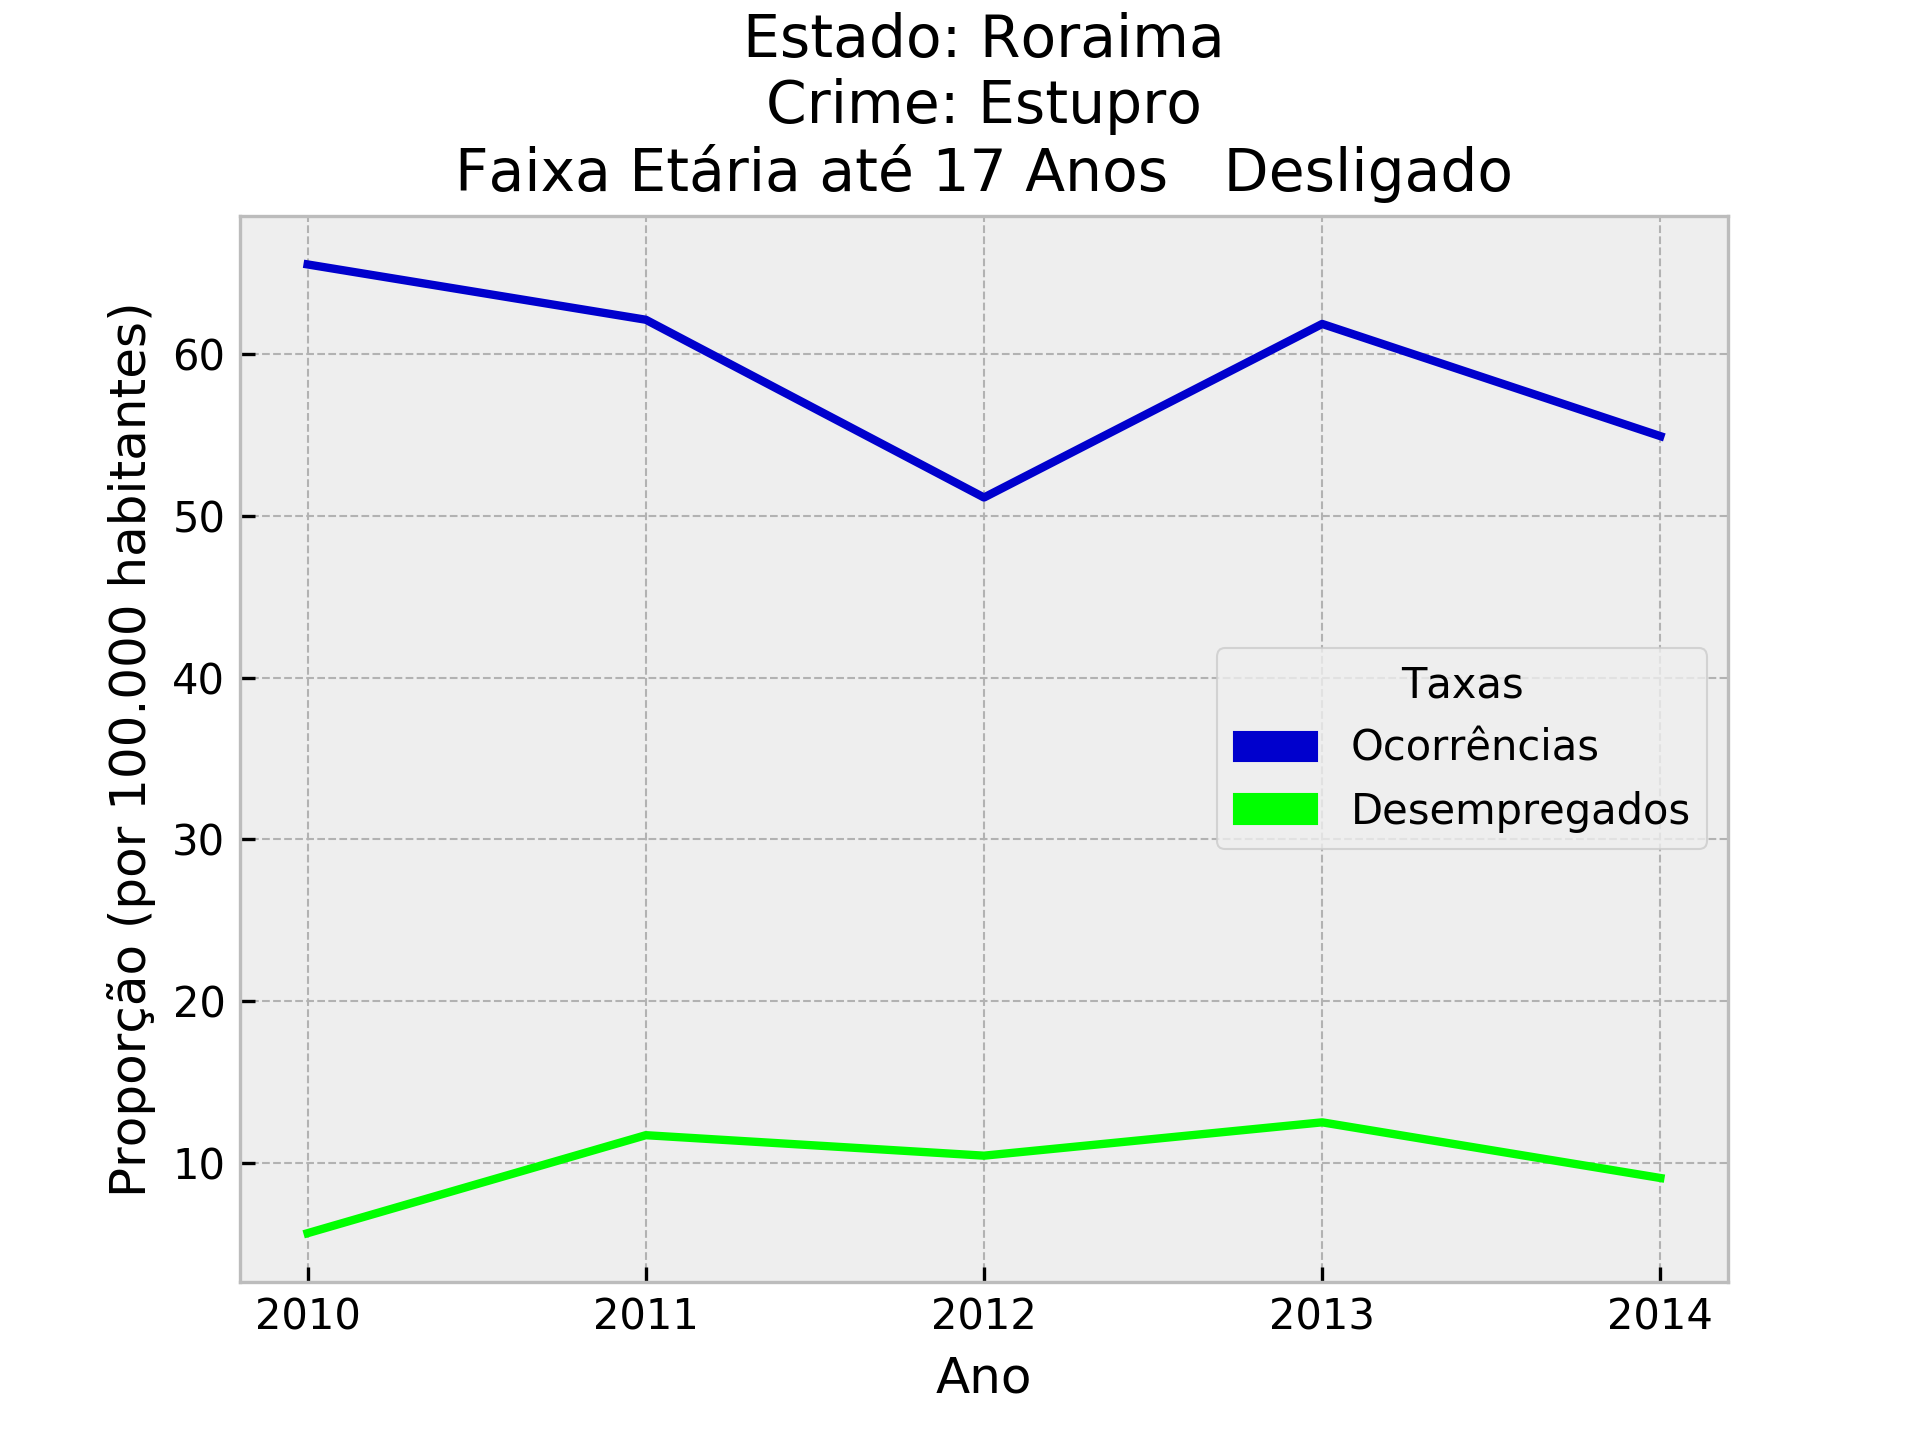 Estado: Roraima
Crime: Estupro
Faixa Etária até 17 Anos   Desligado
Proporção (por 100.000 habitantes)
60
50
40
30
20
10
Taxas
Ocorrências
Desempregados
2010
2011
2012
2013
2014
Ano